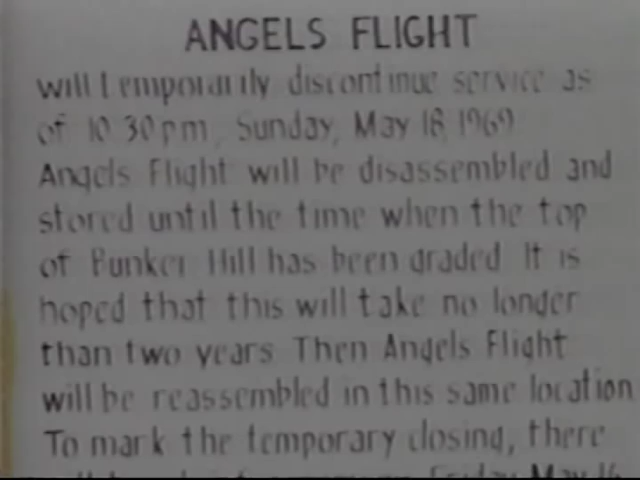 ANGELS FLIGHT
will temporarily discontinue service as
of 10 30 pm, Sunday, May 18, 1969
Angels Flight will be disassembled and
stored until the time when the top
of Bunker Hill has been graded It is
hoped that this will take no longer
than two years Then Angels Flight
will be reassembled in this same location
To mark the temporary closing, there
Friday May 16